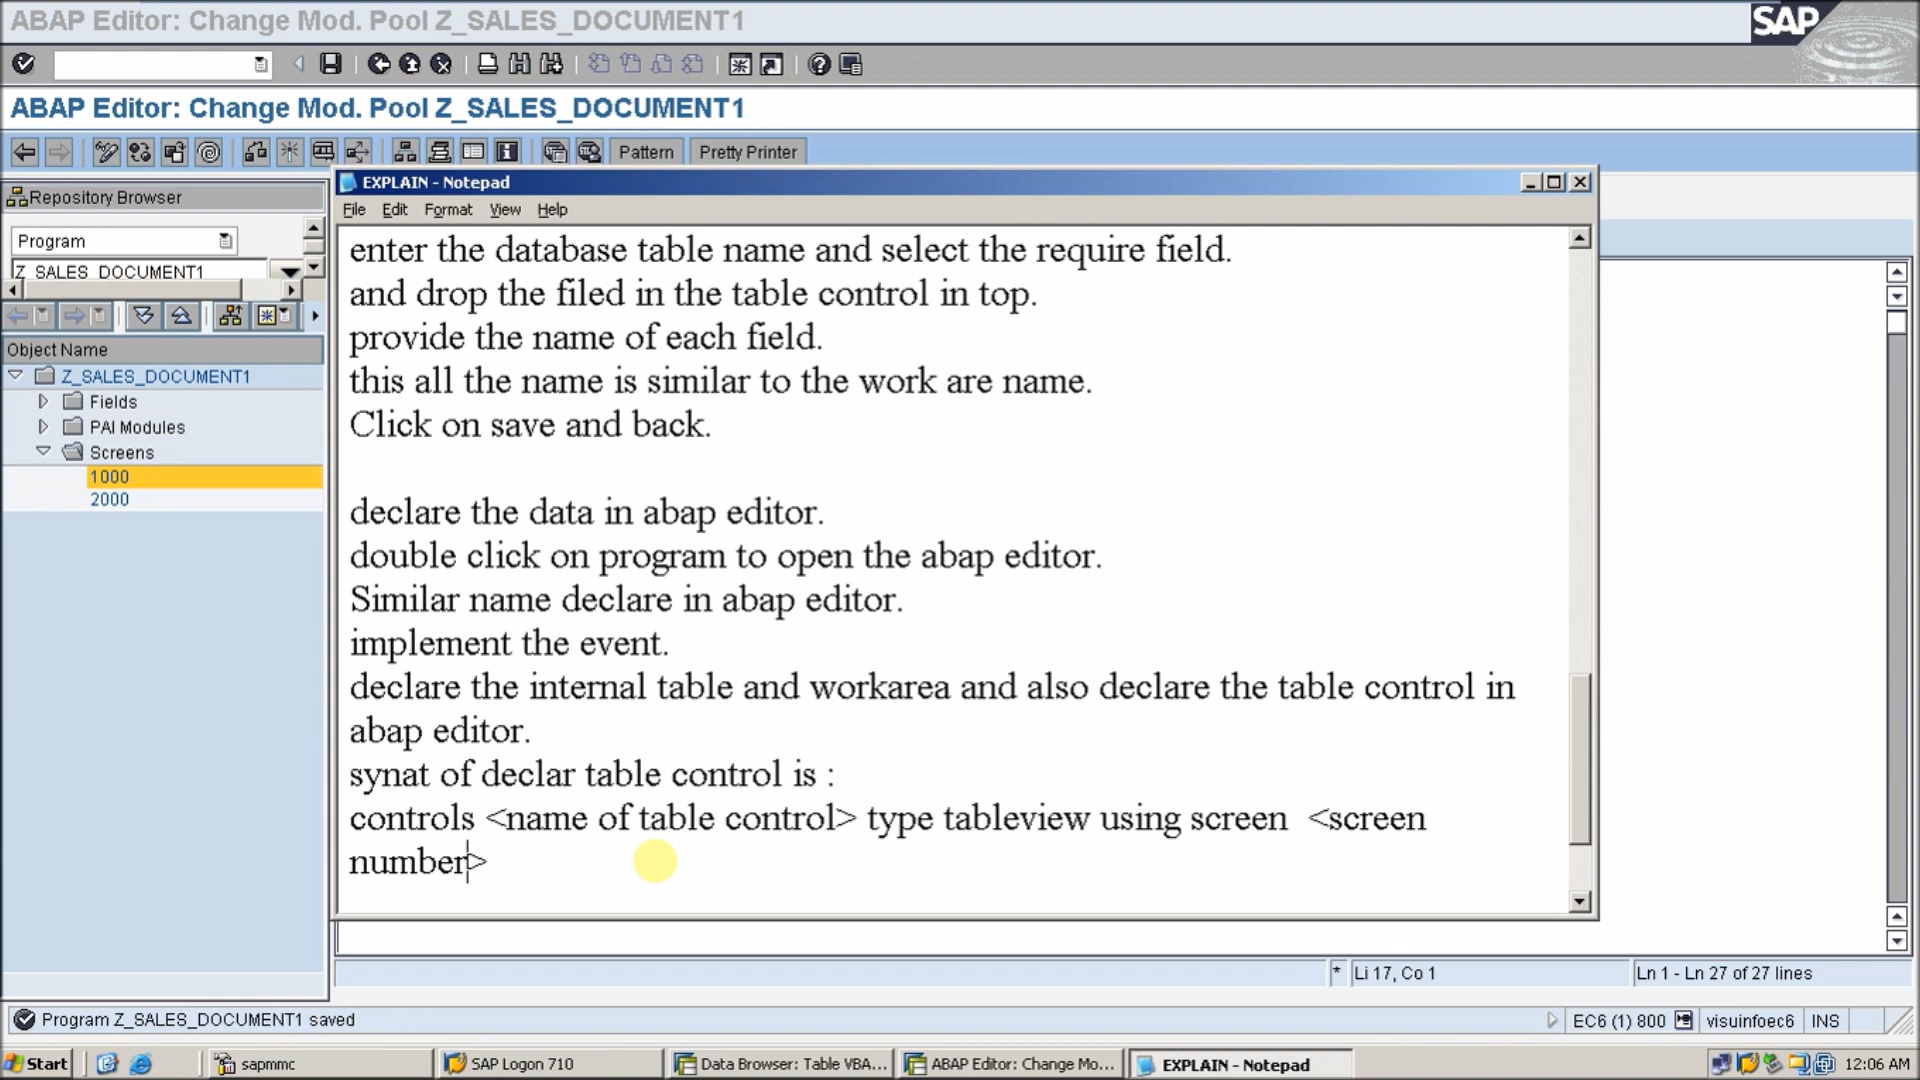 ABAP Editor: Change Mod. Pool Z_SALES_DOCUMENT1
SAP
ABAP Editor: Change Mod. Pool Z_SALES_DOCUMENT1
Pattern
Pretty Printer
Repository Browser
Program
Z_SALES_DOCUMENT1
Object Name
Z_SALES_DOCUMENT1
Fields
PAI Modules
Screens
1000
2000
EXPLAIN - Notepad
File Edit Format View Help
enter the database table name and select the require field.
and drop the filed in the table control in top.
provide the name of each field.
this all the name is similar to the work are name.
Click on save and back.
declare the data in abap editor.
double click on program to open the abap editor.
Similar name declare in abap editor.
implement the event.
declare the internal table and workarea and also declare the table control in
abap editor.
synat of declar table control is :
controls <name of table control> type tableview using screen  <screen
number>
* Li 17, Co 1
Ln 1 - Ln 27 of 27 lines
Program Z_SALES_DOCUMENT1 saved
EC6 (1) 800
visuinfoec6
INS
Start
sapmmc
SAP Logon 710
Data Browser: Table VBA...
ABAP Editor: Change Mo...
EXPLAIN - Notepad
12:06 AM